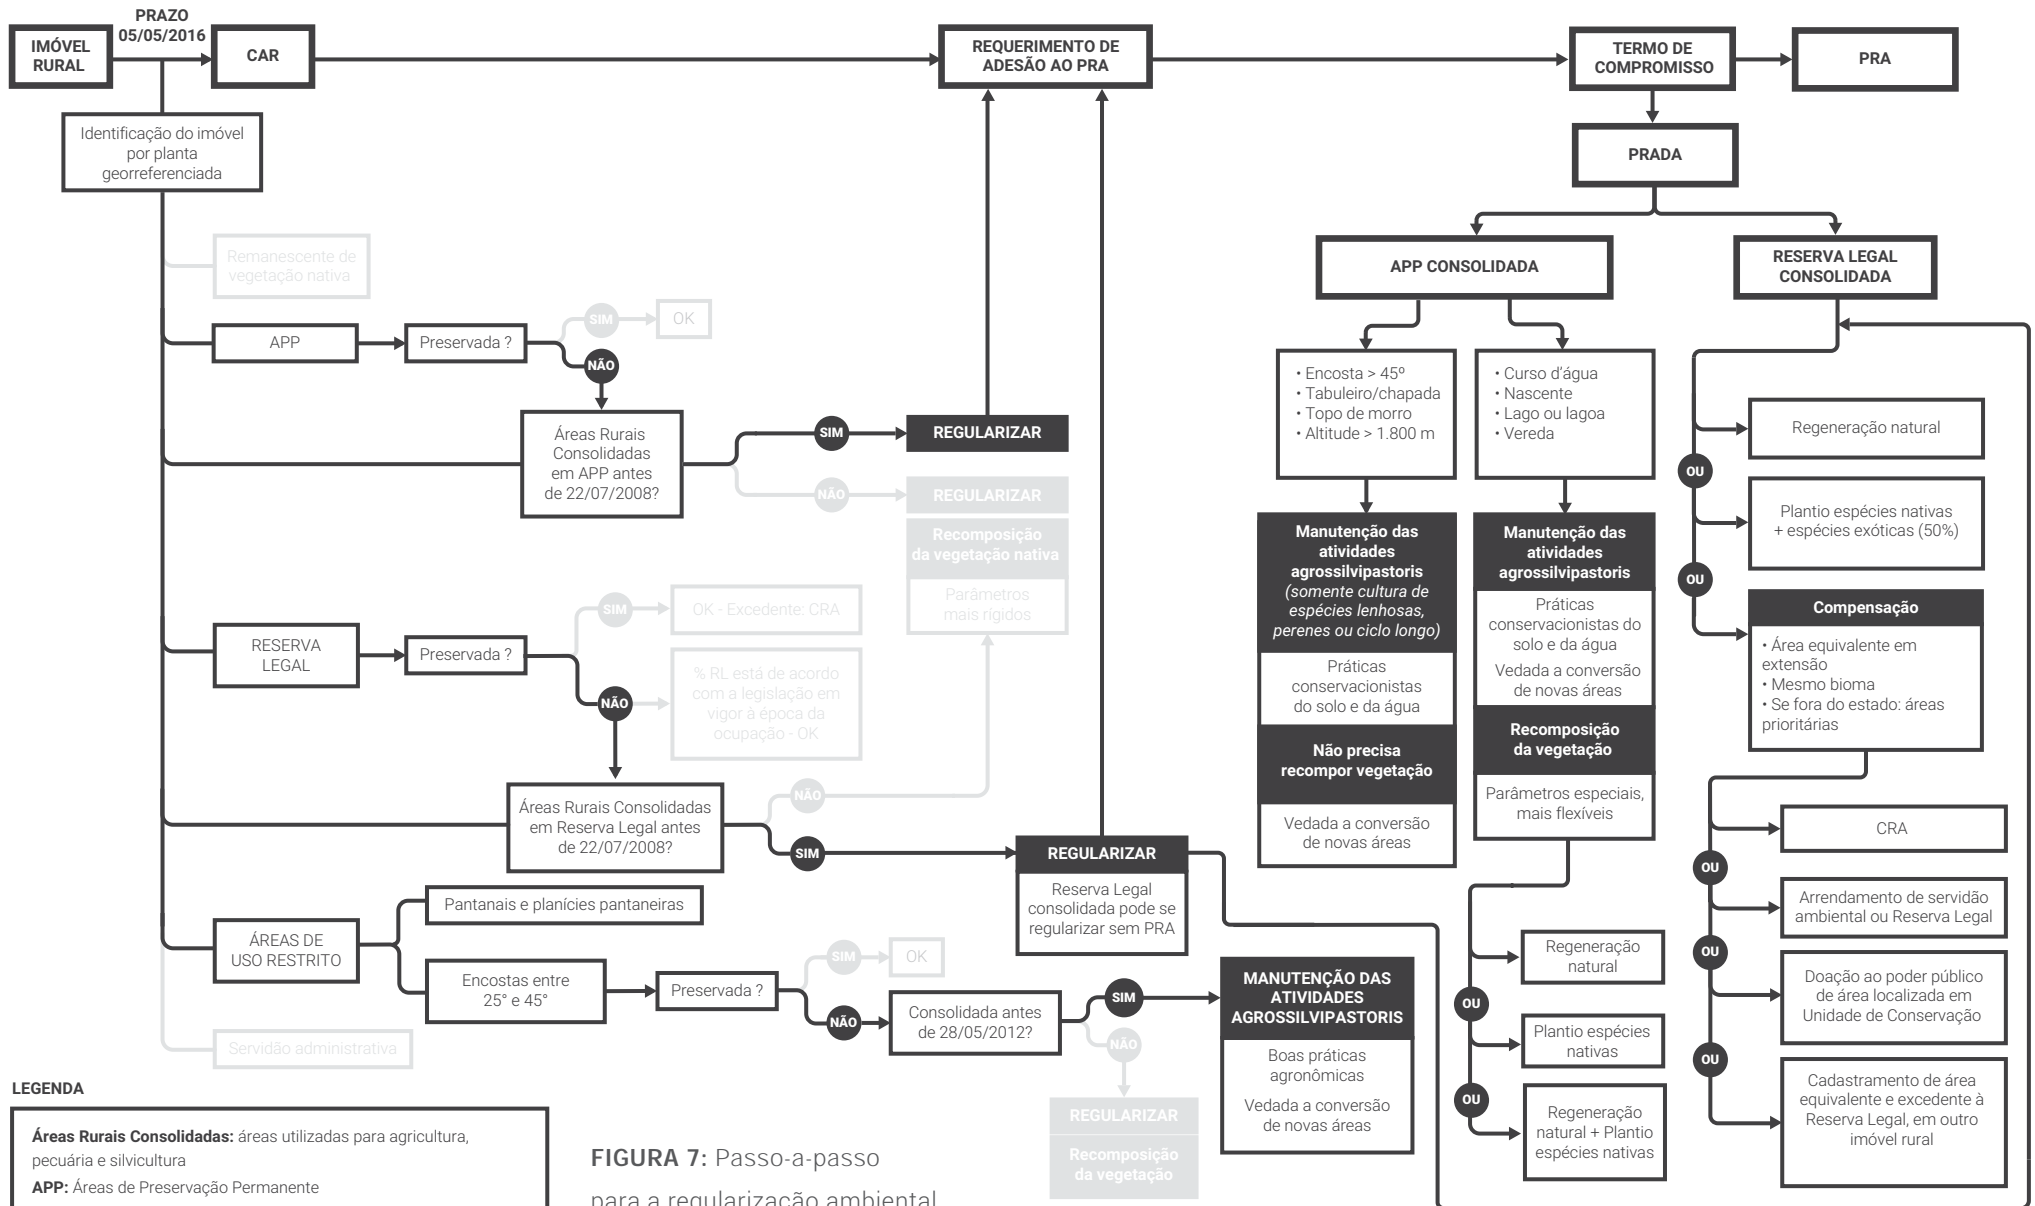 PRAZO
05/05/2016
IMÓVEL
RURAL
CAR
REQUERIMENTO DE
ADESÃO AO PRA
TERMO DE
COMPROMISSO
PRA
Identificação do imóvel
por planta
georreferenciada
PRADA
Remanescente de
vegetação nativa
APP CONSOLIDADA
RESERVA LEGAL
CONSOLIDADA
APP
Preservada ?
SIM
OK
NÃO
Áreas Rurais
Consolidadas
em APP antes
de 22/07/2008?
SIM
REGULARIZAR
NÃO
REGULARIZAR
Recomposição
da vegetação nativa
Parâmetros
mais rígidos
RESERVA
LEGAL
Preservada ?
SIM
OK - Excedente: CRA
NÃO
% RL está de acordo
com a legislação em
vigor à época da
ocupação - OK
Áreas Rurais Consolidadas
em Reserva Legal antes
de 22/07/2008?
NÃO
SIM
REGULARIZAR
Reserva Legal
consolidada pode se
regularizar sem PRA
ÁREAS DE
USO RESTRITO
Pantanais e planícies pantaneiras
Encostas entre
25° e 45°
Preservada ?
SIM
OK
NÃO
Consolidada antes
de 28/05/2012?
SIM
MANUTENÇÃO DAS
ATIVIDADES
AGROSSILVIPASTORIS
Boas práticas
agronômicas
Vedada a conversão
de novas áreas
NÃO
REGULARIZAR
Recomposição
da vegetação
Servidão administrativa
• Encosta > 45º
• Tabuleiro/chapada
• Topo de morro
• Altitude > 1.800 m
Manutenção das
atividades
agrossilvipastoris
(somente cultura de
espécies lenhosas,
perenes ou ciclo longo)
Práticas
conservacionistas
do solo e da água
Não precisa
recompor vegetação
Vedada a conversão
de novas áreas
• Curso d'água
• Nascente
• Lago ou lagoa
• Vereda
Manutenção das
atividades
agrossilvipastoris
Práticas
conservacionistas do
solo e da água
Vedada a conversão
de novas áreas
Recomposição
da vegetação
Parâmetros especiais,
mais flexíveis
Regeneração
natural
OU
Plantio espécies
nativas
OU
Regeneração
natural + Plantio
espécies nativas
Regeneração natural
OU
Plantio espécies nativas
+ espécies exóticas (50%)
OU
Compensação
• Área equivalente em
extensão
• Mesmo bioma
• Se fora do estado: áreas
prioritárias
CRA
OU
Arrendamento de servidão
ambiental ou Reserva Legal
OU
Doação ao poder público
de área localizada em
Unidade de Conservação
OU
Cadastramento de área
equivalente e excedente à
Reserva Legal, em outro
imóvel rural
LEGENDA
Áreas Rurais Consolidadas: áreas utilizadas para agricultura,
pecuária e silvicultura
APP: Áreas de Preservação Permanente
FIGURA 7: Passo-a-passo
para a regularização ambiental